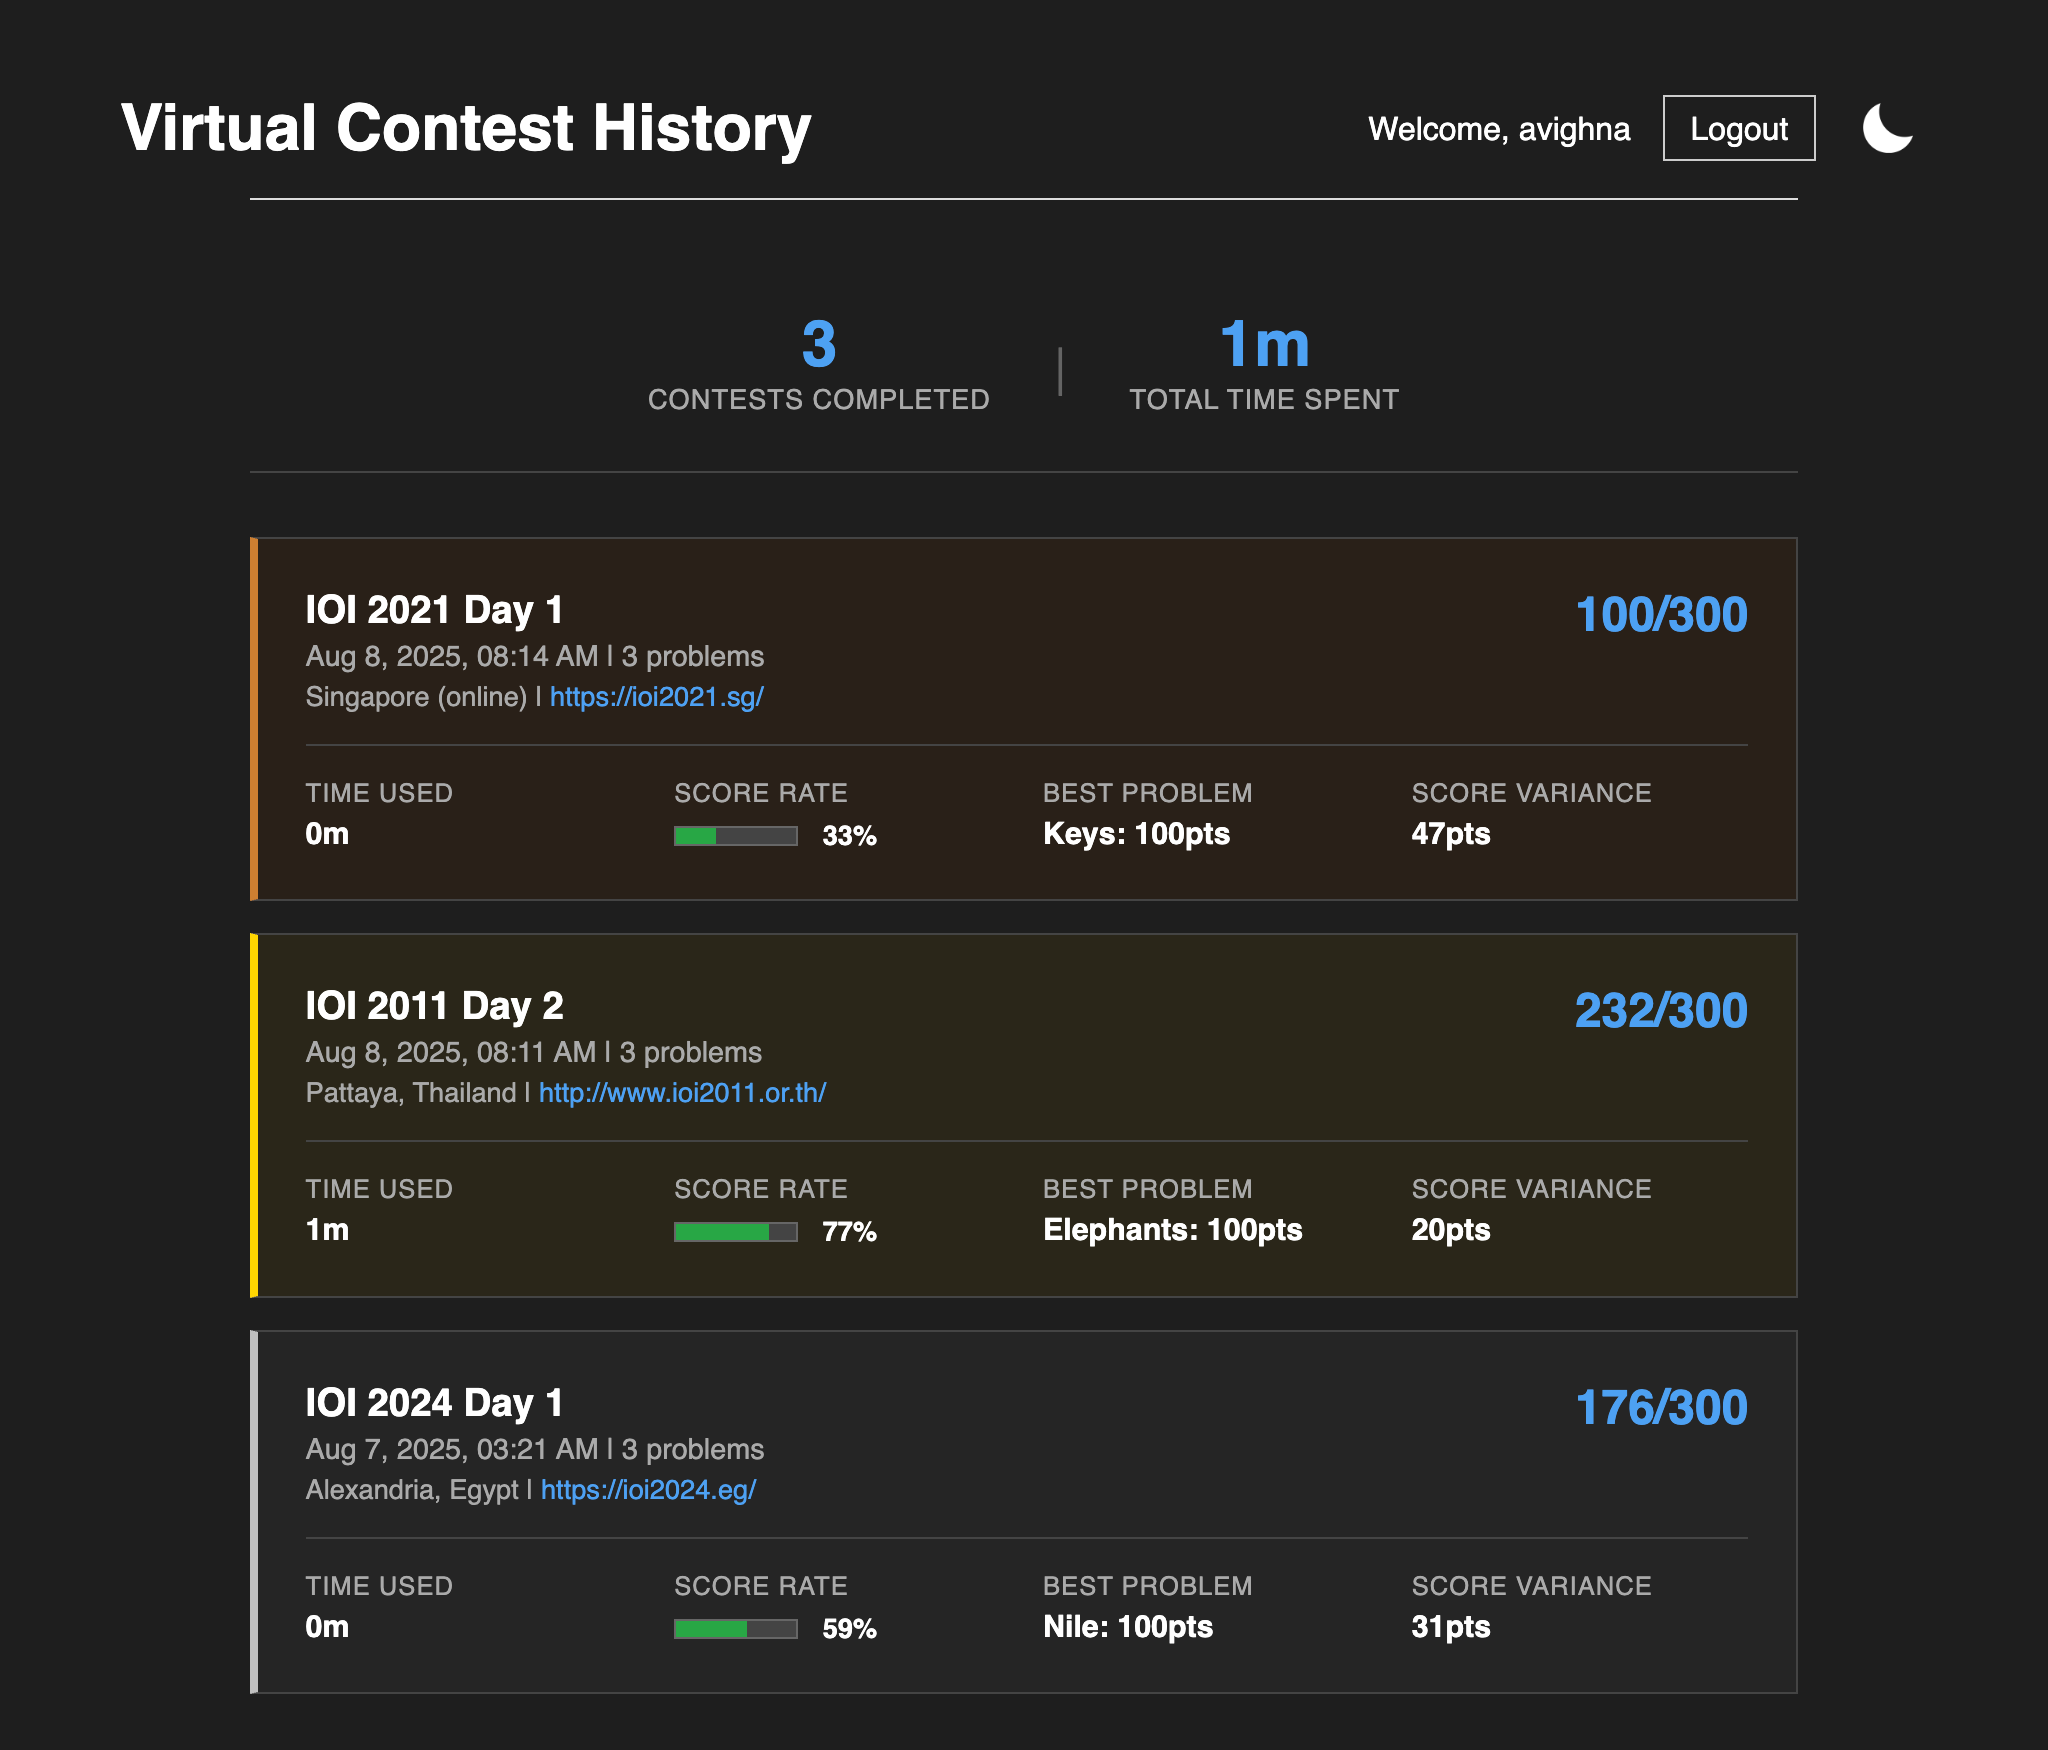 Virtual Contest History
Welcome, avighna
Logout
3
CONTESTS COMPLETED
1m
TOTAL TIME SPENT
IOI 2021 Day 1
100/300
Aug 8, 2025, 08:14 AM | 3 problems
Singapore (online) | https://ioi2021.sg/
TIME USED
0m
SCORE RATE
33%
BEST PROBLEM
Keys: 100pts
SCORE VARIANCE
47pts
IOI 2011 Day 2
232/300
Aug 8, 2025, 08:11 AM | 3 problems
Pattaya, Thailand | http://www.ioi2011.or.th/
TIME USED
1m
SCORE RATE
77%
BEST PROBLEM
Elephants: 100pts
SCORE VARIANCE
20pts
IOI 2024 Day 1
176/300
Aug 7, 2025, 03:21 AM | 3 problems
Alexandria, Egypt | https://ioi2024.eg/
TIME USED
0m
SCORE RATE
59%
BEST PROBLEM
Nile: 100pts
SCORE VARIANCE
31pts